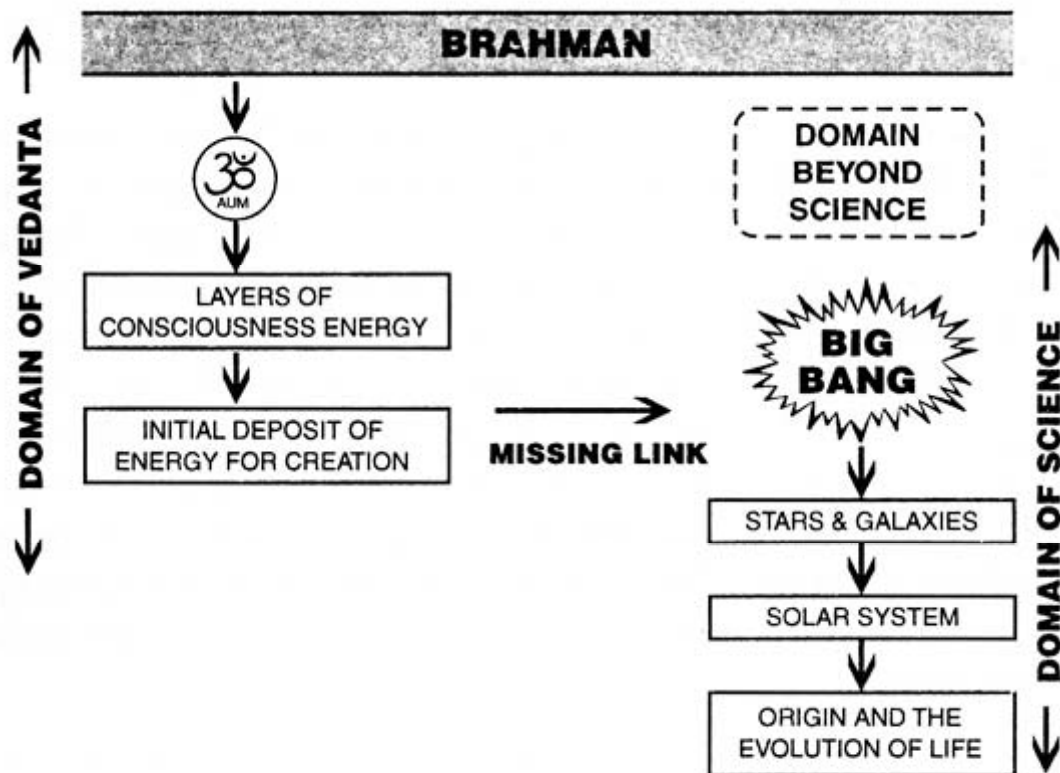 BRAHMAN
DOMAIN OF VEDANTA
ॐ
AUM
LAYERS OF
CONSCIOUSNESS ENERGY
INITIAL DEPOSIT OF
ENERGY FOR CREATION
MISSING LINK
DOMAIN
BEYOND
SCIENCE
BIG
BANG
STARS & GALAXIES
SOLAR SYSTEM
ORIGIN AND THE
EVOLUTION OF LIFE
DOMAIN OF SCIENCE